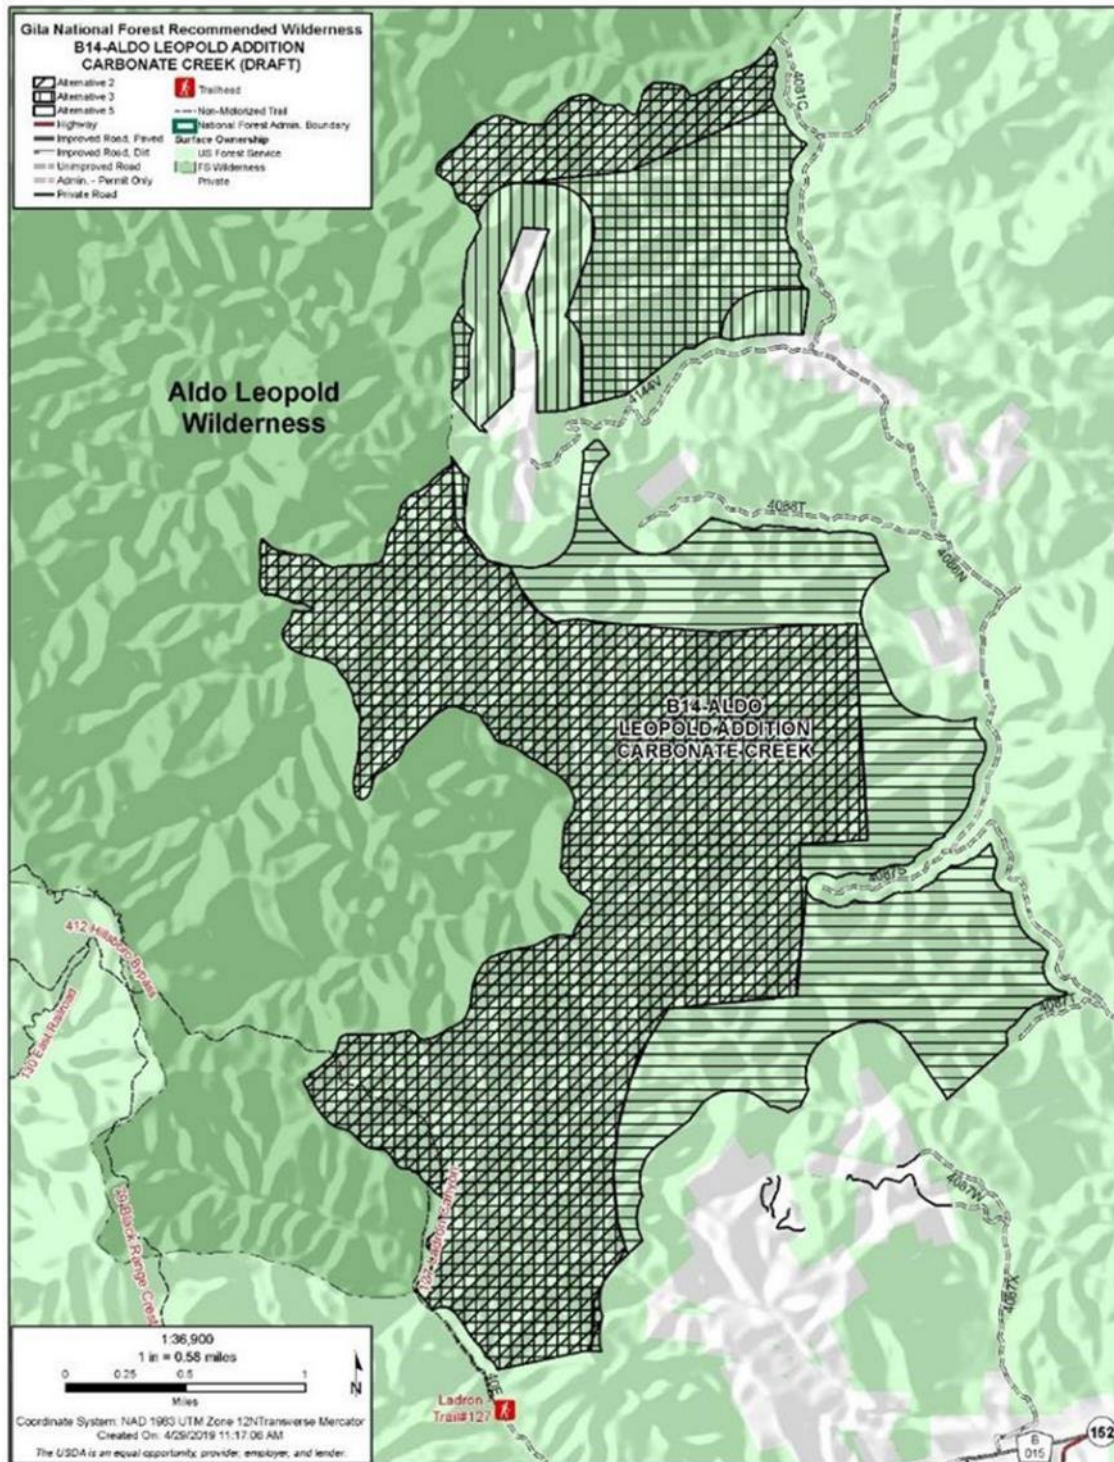 Gila National Forest Recommended Wilderness
B14-ALDO LEOPOLD ADDITION
CARBONATE CREEK (DRAFT)
Alternative 2
Alternative 3
Alternative 5
Highway
Improved Road, Paved
Improved Road, Dirt
Unimproved Road
Admin. - Permit Only
Private Road
Trailhead
Non-Motorized Trail
National Forest Admin. Boundary
Surface Ownership
US Forest Service
FS Wilderness
Private
4081C
Aldo Leopold
Wilderness
4144V
4088T
4086N
B14-ALDO
LEOPOLD ADDITION
CARBONATE CREEK
4087S
412 Hillsboro Bypass
130 East Railroad
4087T
Ladron Canyon
29 Black Range Crest
4087W
4087X
40E
Ladron
Trail#127
152
B
015
1:36,900
1 in = 0.58 miles
0 0.25 0.5 1
Miles
N
Coordinate System: NAD 1983 UTM Zone 12NTransverse Mercator
Created On: 4/29/2019 11:17:06 AM
The USDA is an equal opportunity, provider, employer, and lender.